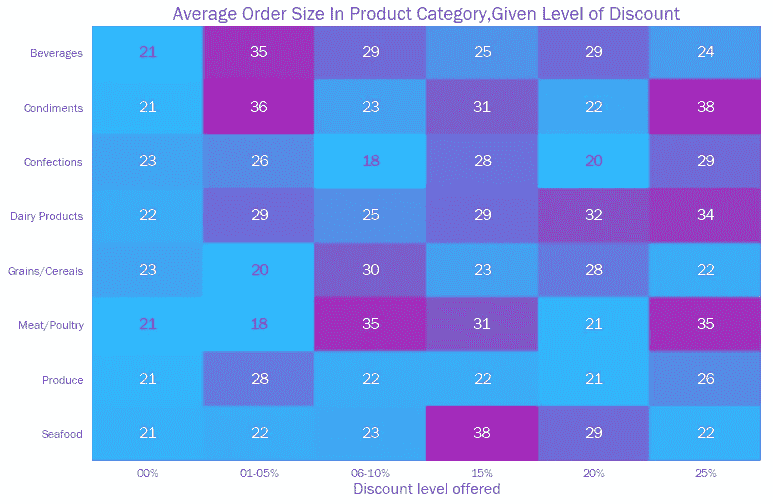 Average Order Size In Product Category,Given Level of Discount
Beverages 21 35 29 25 29 24
Condiments 21 36 23 31 22 38
Confections 23 26 18 28 20 29
Dairy Products 22 29 25 29 32 34
Grains/Cereals 23 20 30 23 28 22
Meat/Poultry 21 18 35 31 21 35
Produce 21 28 22 22 21 26
Seafood 21 22 23 38 29 22
00% 01-05% 06-10% 15% 20% 25%
Discount level offered